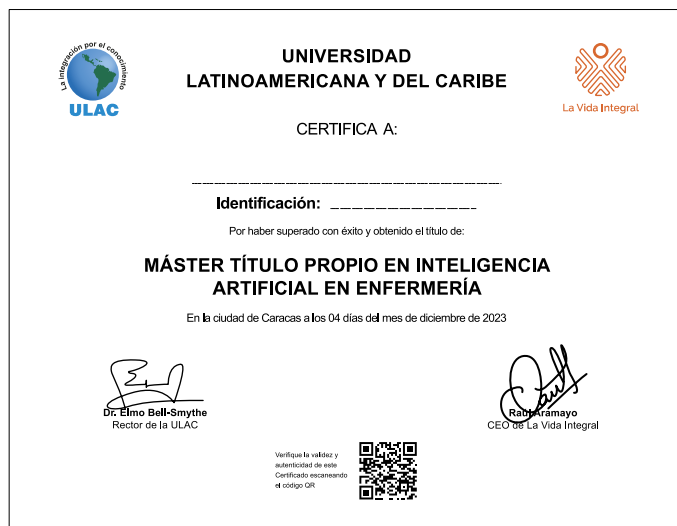 La integración por el conocimiento
ULAC
UNIVERSIDAD
LATINOAMERICANA Y DEL CARIBE
La Vida Integral
CERTIFICA A:
Identificación:
Por haber superado con éxito y obtenido el título de:
MÁSTER TÍTULO PROPIO EN INTELIGENCIA
ARTIFICIAL EN ENFERMERÍA
En la ciudad de Caracas a los 04 días del mes de diciembre de 2023
Dr. Elmo Bell-Smythe
Rector de la ULAC
Raúl Aramayo
CEO de La Vida Integral
Verifique la validez y
autenticidad de este
Certificado escaneando
el código QR